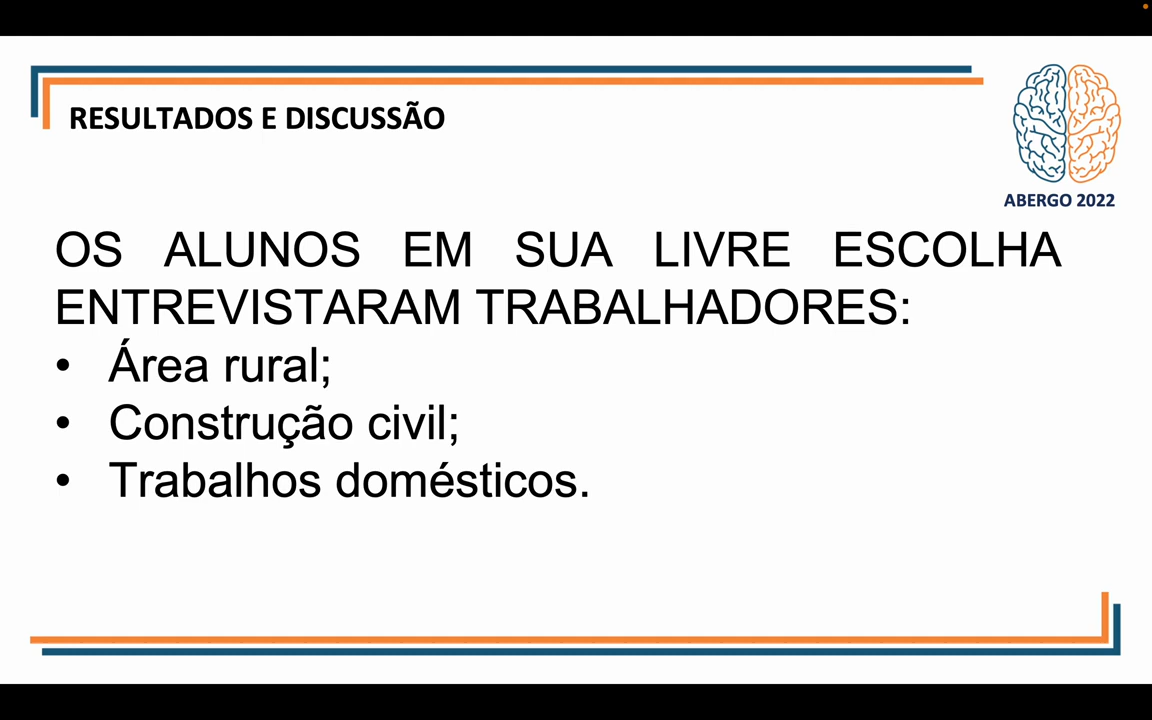 RESULTADOS E DISCUSSÃO
ABERGO 2022
OS ALUNOS EM SUA LIVRE ESCOLHA
ENTREVISTARAM TRABALHADORES:
• Área rural;
• Construção civil;
• Trabalhos domésticos.